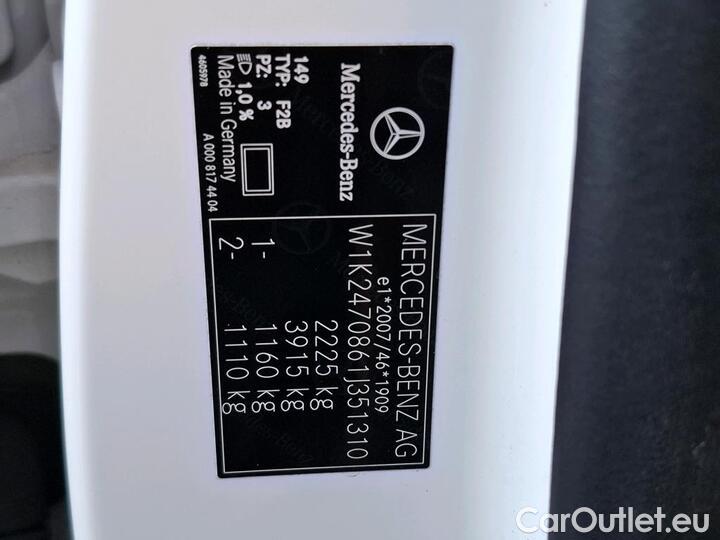 Mercedes-Benz
149
TYP: F2B
PZ: 3
1,0 %
Made in Germany
4605978
A 000 817 44 04
MERCEDES-BENZ AG
e1*2007/46*1909
W1K2470861J351310
2225 kg
3915 kg
1- 1160 kg
2- 1110 kg
CarOutlet.eu